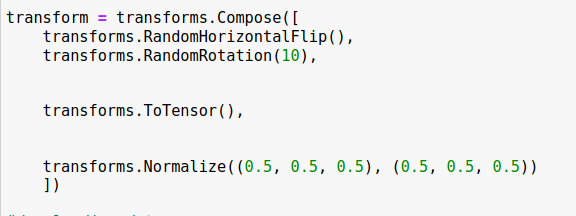 transform = transforms.Compose([
    transforms.RandomHorizontalFlip(),
    transforms.RandomRotation(10),
    transforms.ToTensor(),
    transforms.Normalize((0.5, 0.5, 0.5), (0.5, 0.5, 0.5))
    ])